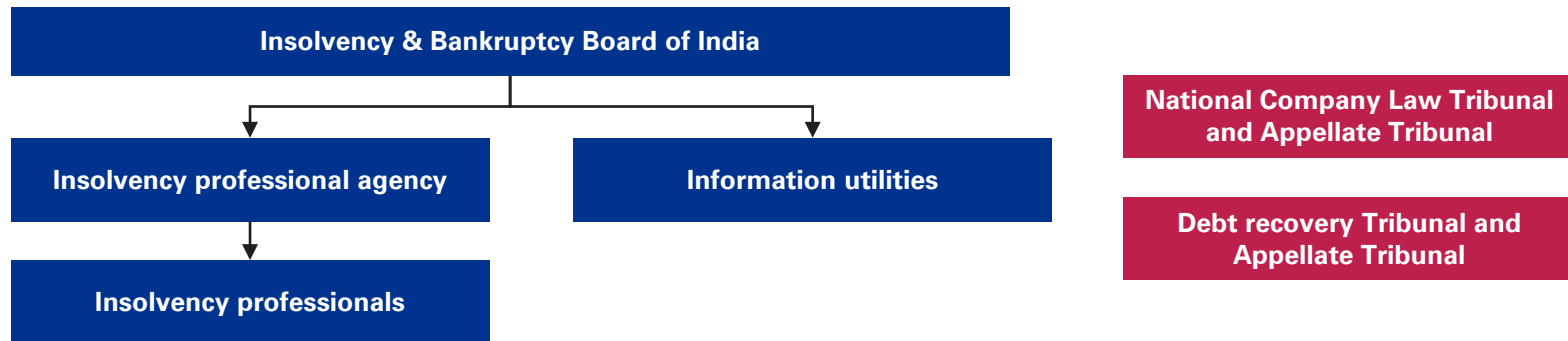 Insolvency & Bankruptcy Board of India
Insolvency professional agency
Information utilities
Insolvency professionals
National Company Law Tribunal
and Appellate Tribunal
Debt recovery Tribunal and
Appellate Tribunal